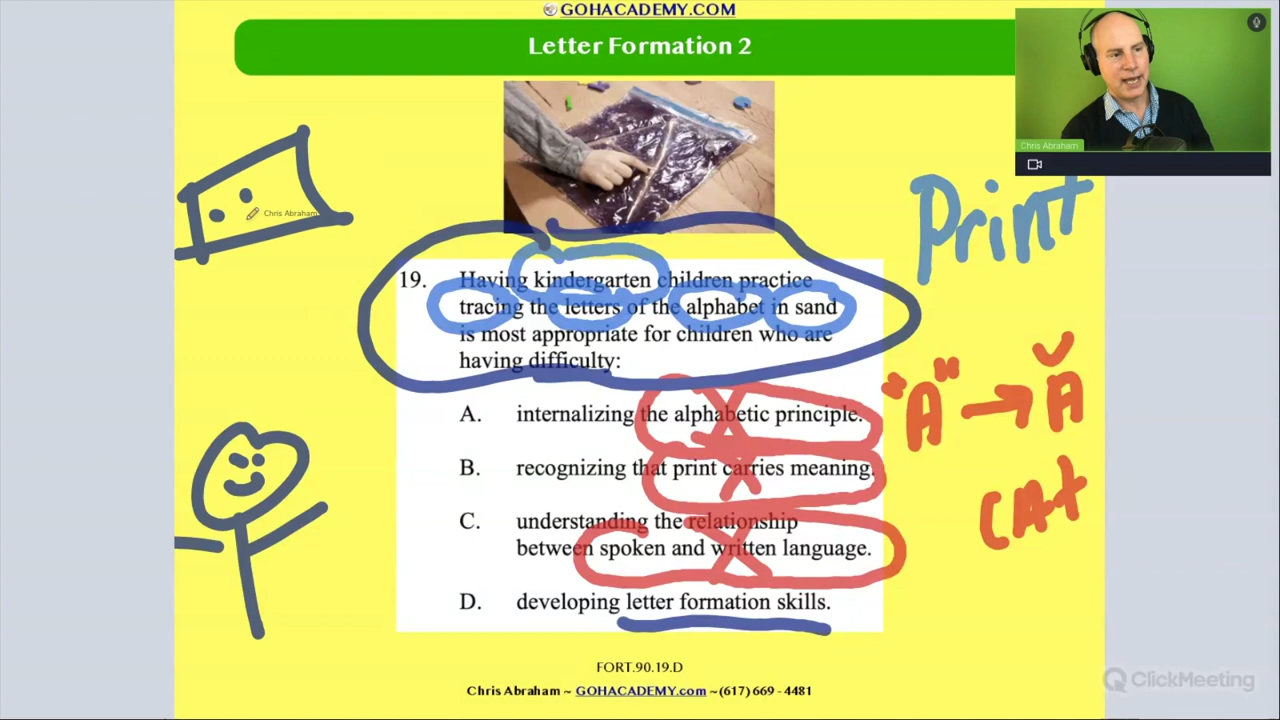 GOHACADEMY.COM
Letter Formation 2
Chris Abraham
Chris Abraham
Print
19. Having kindergarten children practice
tracing the letters of the alphabet in sand
is most appropriate for children who are
having difficulty:
A. internalizing the alphabetic principle.
B. recognizing that print carries meaning.
C. understanding the relationship
between spoken and written language.
D. developing letter formation skills.
"A" → Ă
CAt
FORT.90.19.D
Chris Abraham ~ GOHACADEMY.com ~(617) 669 - 4481
ClickMeeting